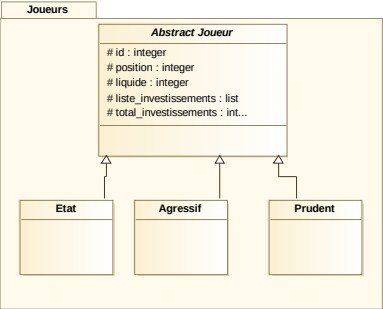 Joueurs
Abstract Joueur
# id : integer
# position : integer
# liquide : integer
# liste_investissements : list
# total_investissements : int...
Etat
Agressif
Prudent